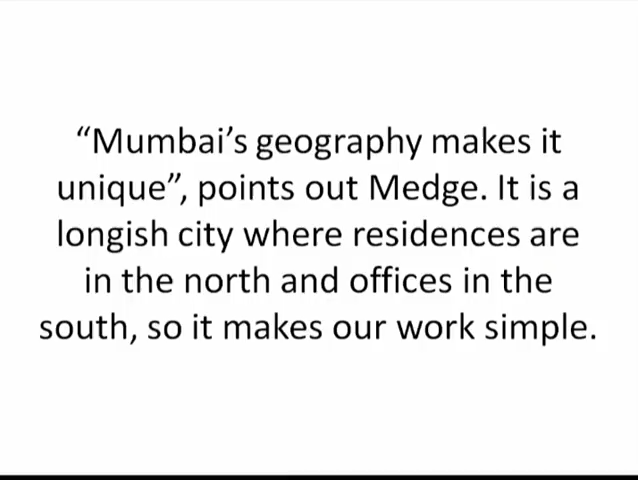 “Mumbai’s geography makes it
unique”, points out Medge. It is a
longish city where residences are
in the north and offices in the
south, so it makes our work simple.